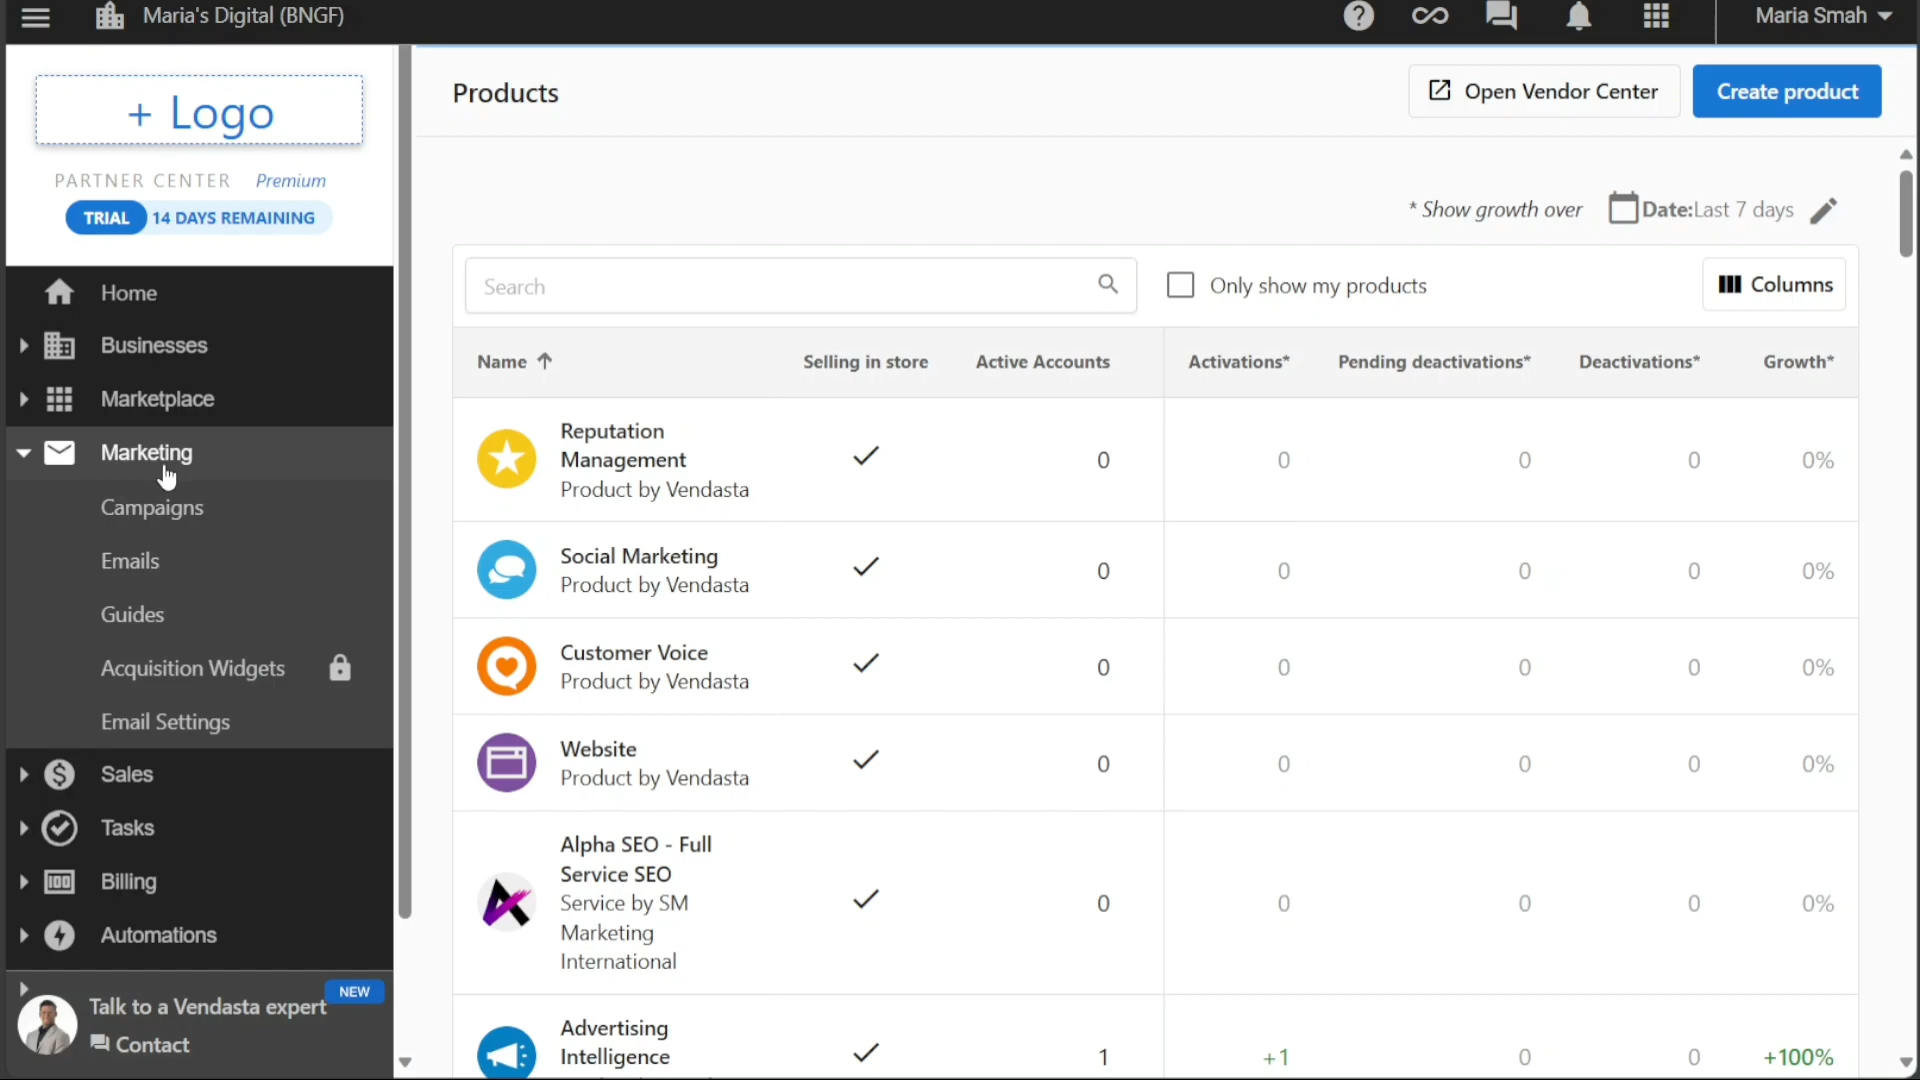 Maria's Digital (BNGF)
Maria Smah
+ Logo
PARTNER CENTER Premium
TRIAL 14 DAYS REMAINING
Home
Businesses
Marketplace
Marketing
Campaigns
Emails
Guides
Acquisition Widgets
Email Settings
Sales
Tasks
Billing
Automations
NEW
Talk to a Vendasta expert
Contact
Products
Open Vendor Center
Create product
* Show growth over Date:Last 7 days
Search
Only show my products
Columns
Name Selling in store Active Accounts Activations* Pending deactivations* Deactivations* Growth*
Reputation
Management
Product by Vendasta
0 0 0 0 0%
Social Marketing
Product by Vendasta
0 0 0 0 0%
Customer Voice
Product by Vendasta
0 0 0 0 0%
Website
Product by Vendasta
0 0 0 0 0%
Alpha SEO - Full
Service SEO
Service by SM
Marketing
International
0 0 0 0 0%
Advertising
Intelligence
1 +1 0 0 +100%